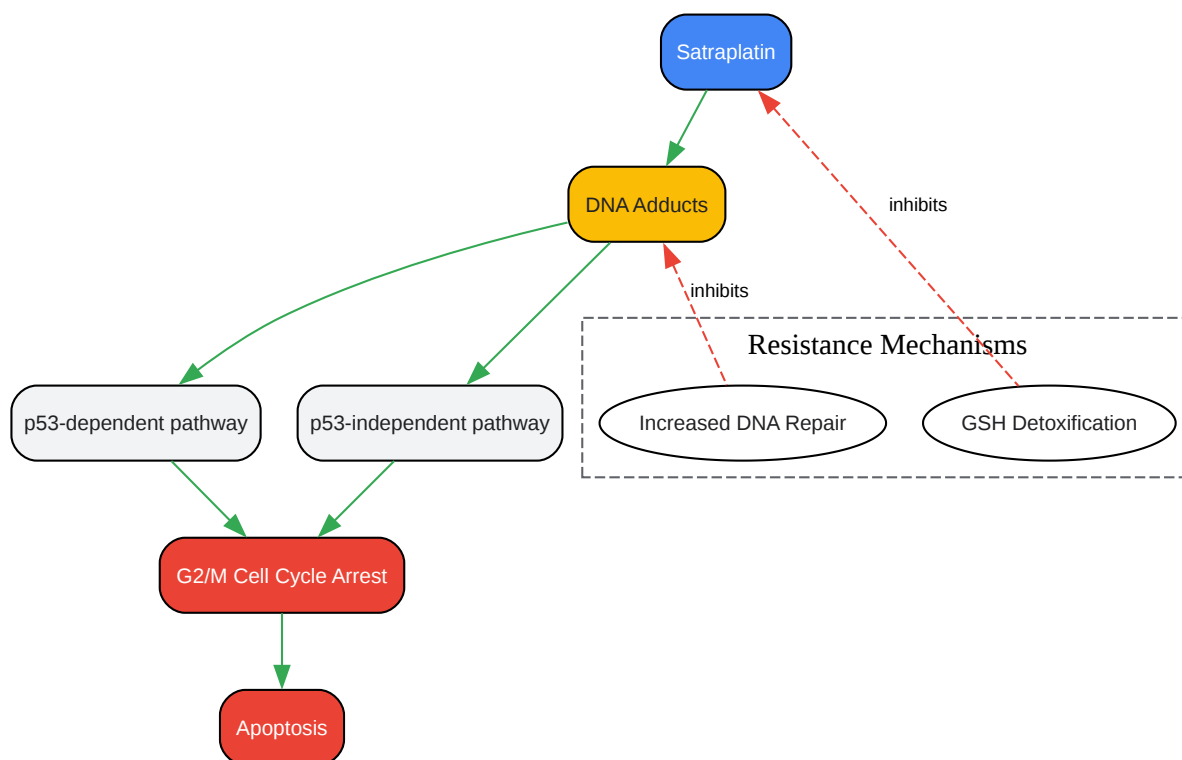 Satraplatin
DNA Adducts
inhibits
inhibits
Resistance Mechanisms
p53-dependent pathway
p53-independent pathway
Increased DNA Repair
GSH Detoxification
G2/M Cell Cycle Arrest
Apoptosis